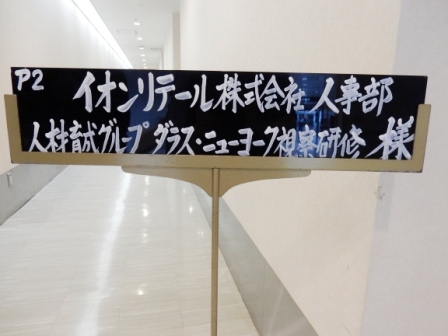 P2
イオンリテール株式会社 人事部
人材育成グループ ダラス・ニューヨーク視察研修 様